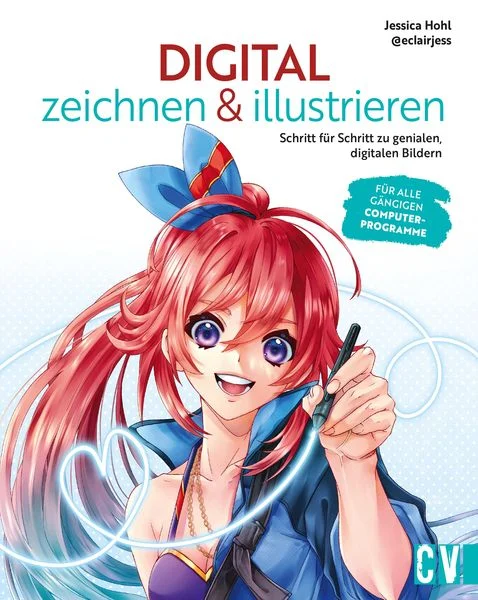 Jessica Hohl
@eclairjess
DIGITAL
zeichnen & illustrieren
Schritt für Schritt zu genialen,
digitalen Bildern
FÜR ALLE
GÄNGIGEN
COMPUTER-
PROGRAMME
CV